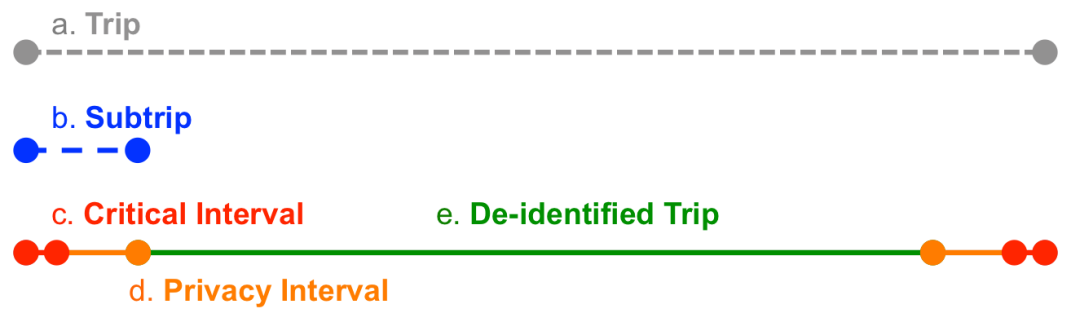 a. Trip
b. Subtrip
c. Critical Interval
e. De-identified Trip
d. Privacy Interval